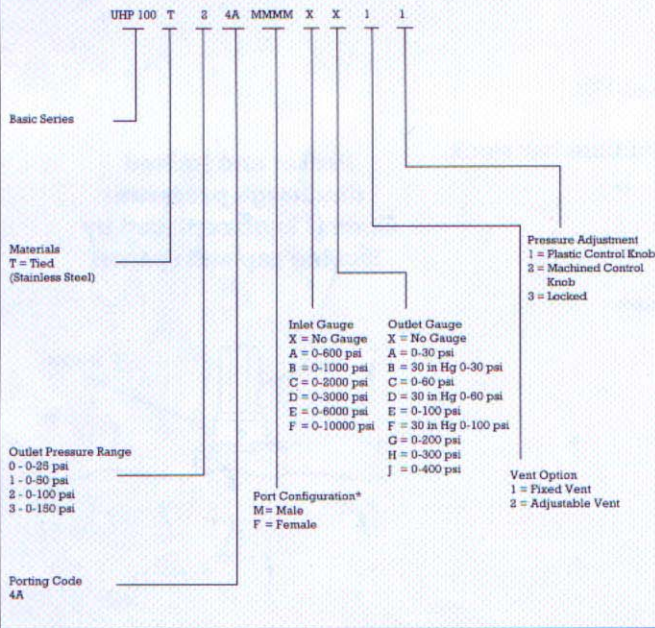 UHP 100 T 2 4A MMMM X X 1 1
Basic Series
Materials
T = Tied
(Stainless Steel)
Outlet Pressure Range
0 - 0-25 psi
1 - 0-50 psi
2 - 0-100 psi
3 - 0-150 psi
Porting Code
4A
Port Configuration*
M = Male
F = Female
Inlet Gauge
X = No Gauge
A = 0-600 psi
B = 0-1000 psi
C = 0-2000 psi
D = 0-3000 psi
E = 0-6000 psi
F = 0-10000 psi
Outlet Gauge
X = No Gauge
A = 0-30 psi
B = 30 in Hg 0-30 psi
C = 0-60 psi
D = 30 in Hg 0-60 psi
E = 0-100 psi
F = 30 in Hg 0-100 psi
G = 0-200 psi
H = 0-300 psi
J = 0-400 psi
Vent Option
1 = Fixed Vent
2 = Adjustable Vent
Pressure Adjustment
1 = Plastic Control Knob
2 = Machined Control
Knob
3 = Locked